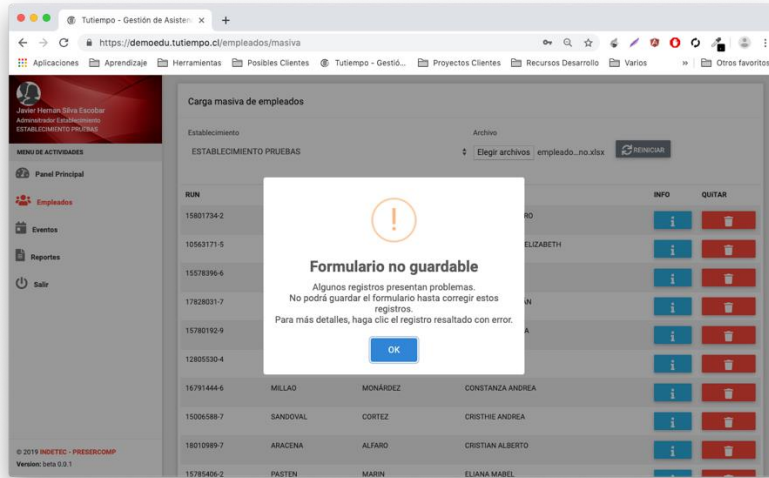 Tutiempo - Gestión de Asisten
https://demoedu.tutiempo.cl/empleados/masiva
Aplicaciones Aprendizaje Herramientas Posibles Clientes Tutiempo - Gestió... Proyectos Clientes Recursos Desarrollo Varios » Otros favoritos
Javier Hernan Silva Escobar
Administrador Establecimiento
ESTABLECIMIENTO PRUEBAS
MENU DE ACTIVIDADES
Panel Principal
Empleados
Eventos
Reportes
Salir
© 2019 INDETEC - PRESERCOMP
Version: beta 0.0.1
Carga masiva de empleados
Establecimiento Archivo
ESTABLECIMIENTO PRUEBAS Elegir archivos empleado...no.xlsx REINICIAR
RUN INFO QUITAR
15801734-2 RO
10563171-5 ELIZABETH
15578396-6
17828031-7 AN
15780192-9 A
12805530-4
Formulario no guardable
Algunos registros presentan problemas.
No podrá guardar el formulario hasta corregir estos
registros.
Para más detalles, haga clic el registro resaltado con error.
OK
16791444-6 MILLAO MONÁRDEZ CONSTANZA ANDREA
15006588-7 SANDOVAL CORTEZ CRISTHIE ANDREA
18010989-7 ARACENA ALFARO CRISTIAN ALBERTO
15785406-2 PASTEN MARIN ELIANA MABEL